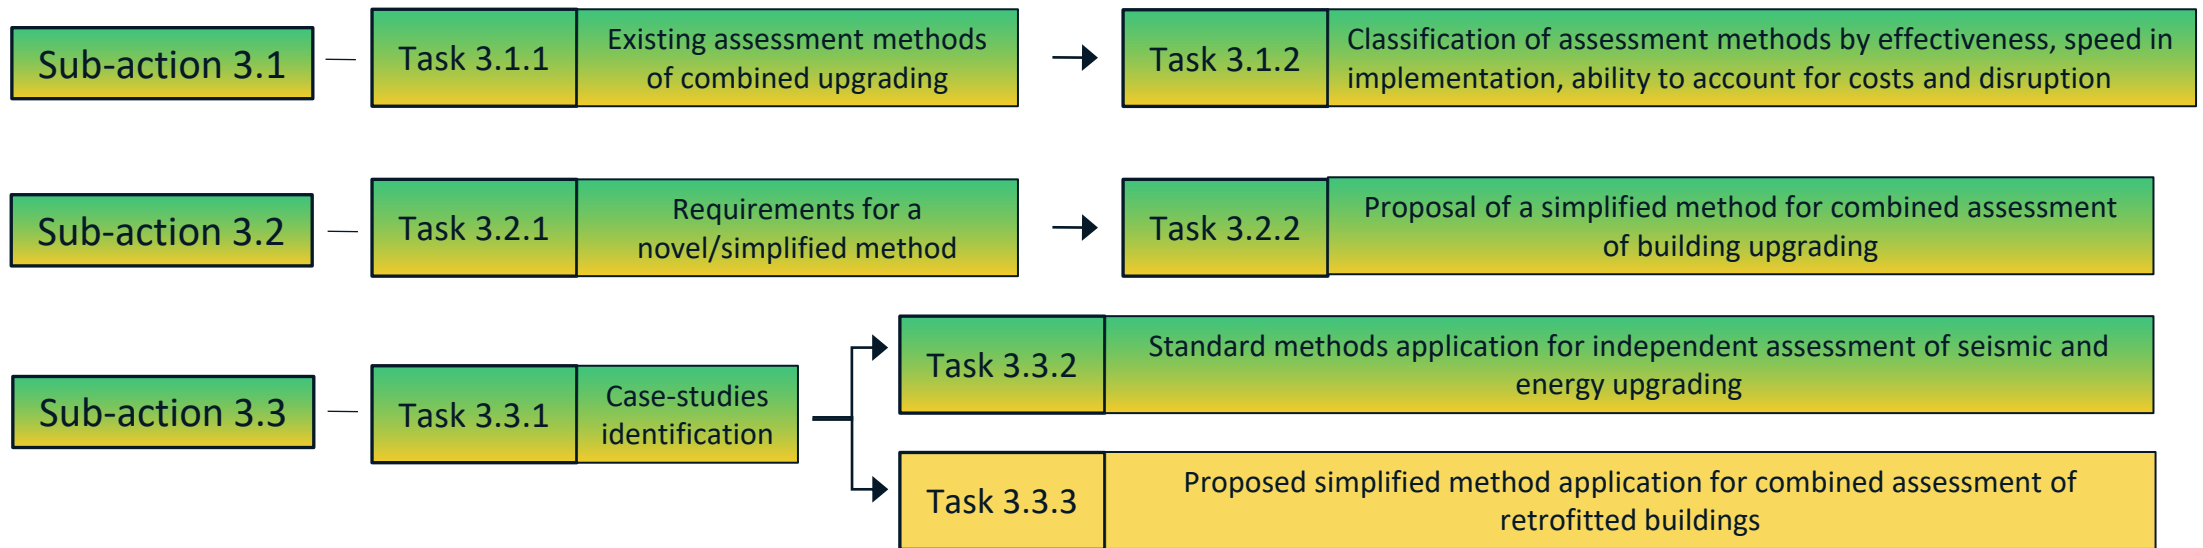 Sub-action 3.1
Task 3.1.1
Existing assessment methods
of combined upgrading
Task 3.1.2
Classification of assessment methods by effectiveness, speed in
implementation, ability to account for costs and disruption
Sub-action 3.2
Task 3.2.1
Requirements for a
novel/simplified method
Task 3.2.2
Proposal of a simplified method for combined assessment
of building upgrading
Sub-action 3.3
Task 3.3.1
Case-studies
identification
Task 3.3.2
Standard methods application for independent assessment of seismic and
energy upgrading
Task 3.3.3
Proposed simplified method application for combined assessment of
retrofitted buildings